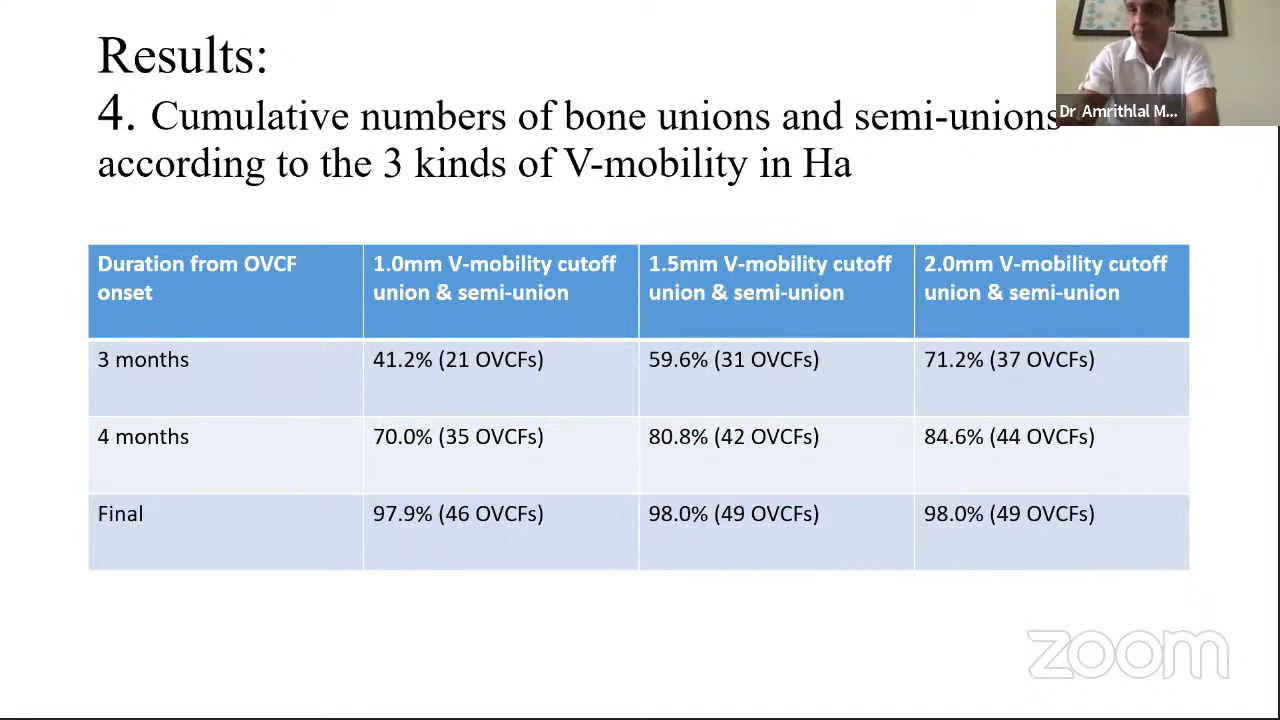 Results:
4. Cumulative numbers of bone unions and semi-unions
according to the 3 kinds of V-mobility in Ha
Dr Amrithlal M...
Duration from OVCF
onset
1.0mm V-mobility cutoff
union & semi-union
1.5mm V-mobility cutoff
union & semi-union
2.0mm V-mobility cutoff
union & semi-union
3 months
41.2% (21 OVCFs)
59.6% (31 OVCFs)
71.2% (37 OVCFs)
4 months
70.0% (35 OVCFs)
80.8% (42 OVCFs)
84.6% (44 OVCFs)
Final
97.9% (46 OVCFs)
98.0% (49 OVCFs)
98.0% (49 OVCFs)
zoom